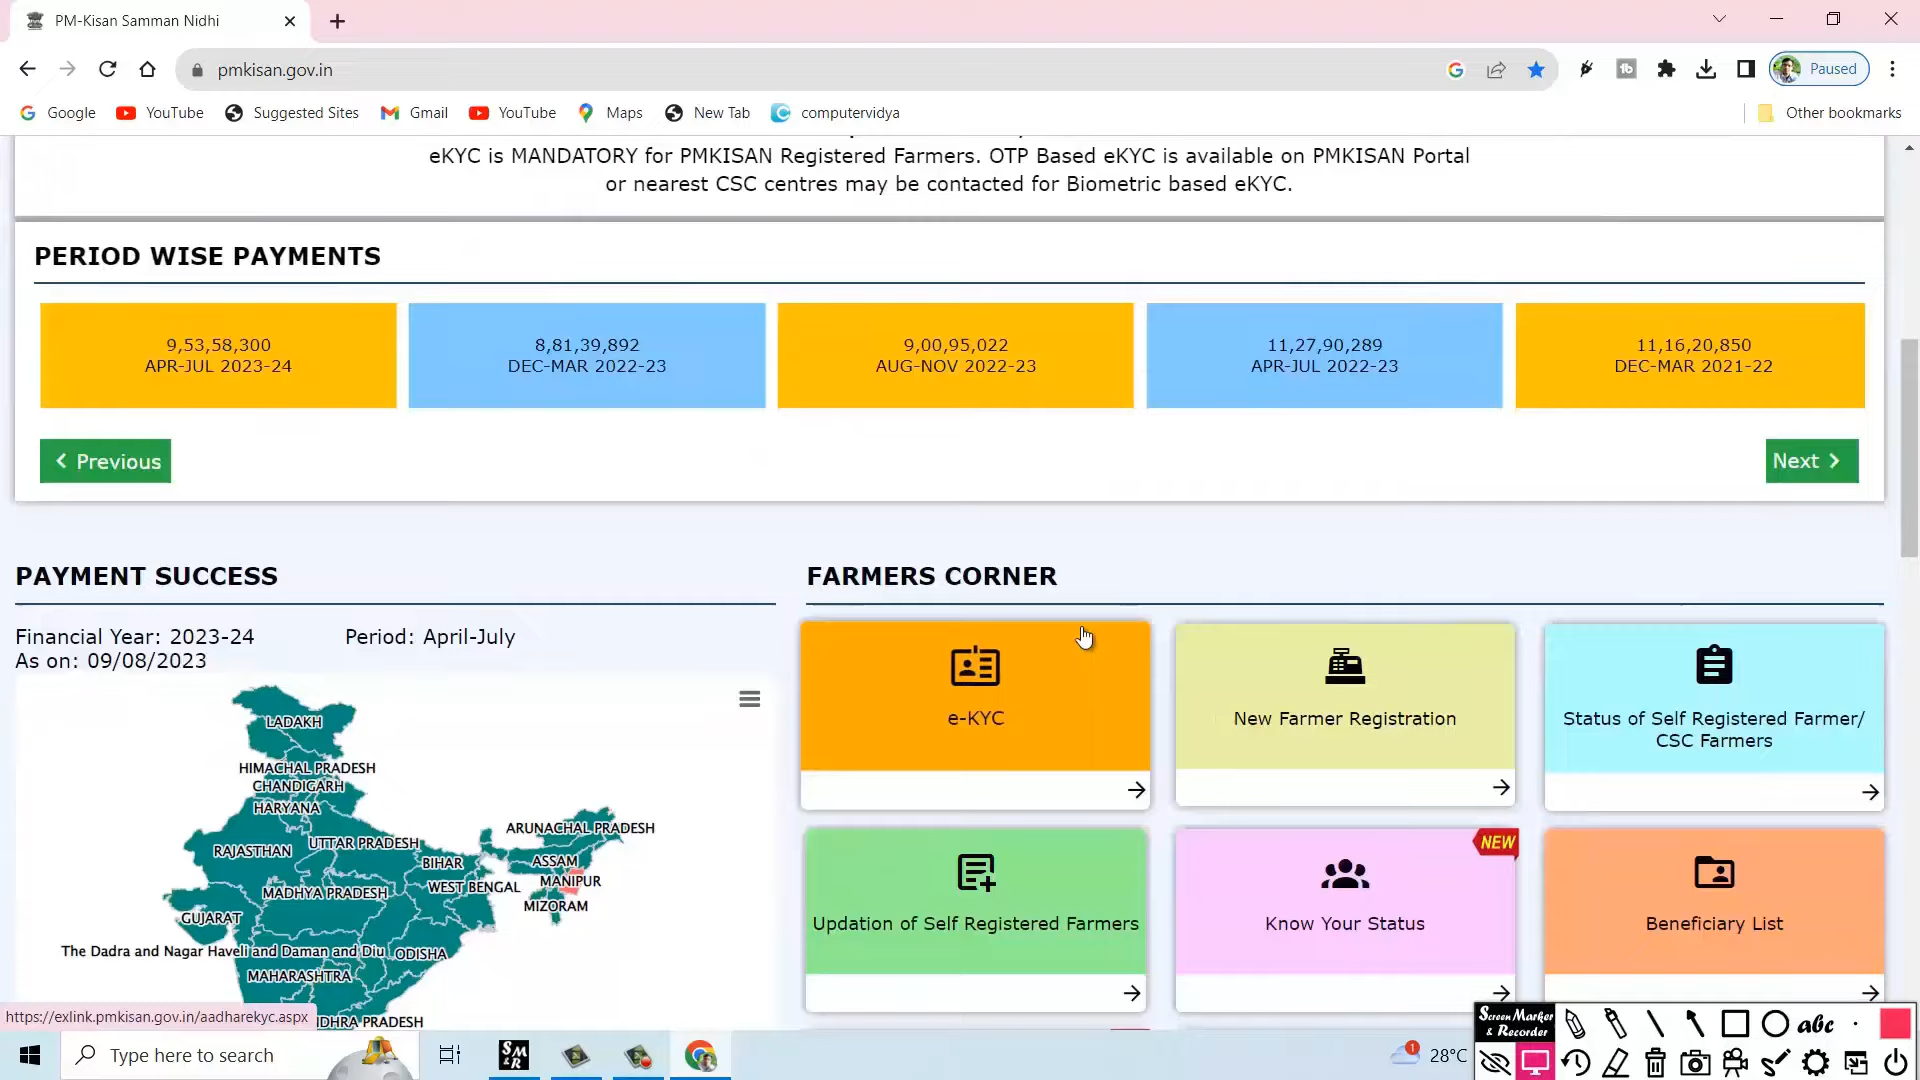 PM-Kisan Samman Nidhi
pmkisan.gov.in
Paused
Google
YouTube
Suggested Sites
Gmail
YouTube
Maps
New Tab
computervidya
Other bookmarks
eKYC is MANDATORY for PMKISAN Registered Farmers. OTP Based eKYC is available on PMKISAN Portal
or nearest CSC centres may be contacted for Biometric based eKYC.
PERIOD WISE PAYMENTS
9,53,58,300
APR-JUL 2023-24
8,81,39,892
DEC-MAR 2022-23
9,00,95,022
AUG-NOV 2022-23
11,27,90,289
APR-JUL 2022-23
11,16,20,850
DEC-MAR 2021-22
Previous
Next
PAYMENT SUCCESS
Financial Year: 2023-24
Period: April-July
As on: 09/08/2023
LADAKH
HIMACHAL PRADESH
CHANDIGARH
HARYANA
ARUNACHAL PRADESH
UTTAR PRADESH
RAJASTHAN
BIHAR
ASSAM
MANIPUR
WEST BENGAL
MADHYA PRADESH
MIZORAM
GUJARAT
The Dadra and Nagar Haveli and Daman and Diu
ODISHA
MAHARASHTRA
DHRA PRADESH
FARMERS CORNER
e-KYC
New Farmer Registration
Status of Self Registered Farmer/
CSC Farmers
Updation of Self Registered Farmers
NEW
Know Your Status
Beneficiary List
https://exlink.pmkisan.gov.in/aadharekyc.aspx
Screen Marker
& Recorder
abc
Type here to search
SM
&R
1
28°C